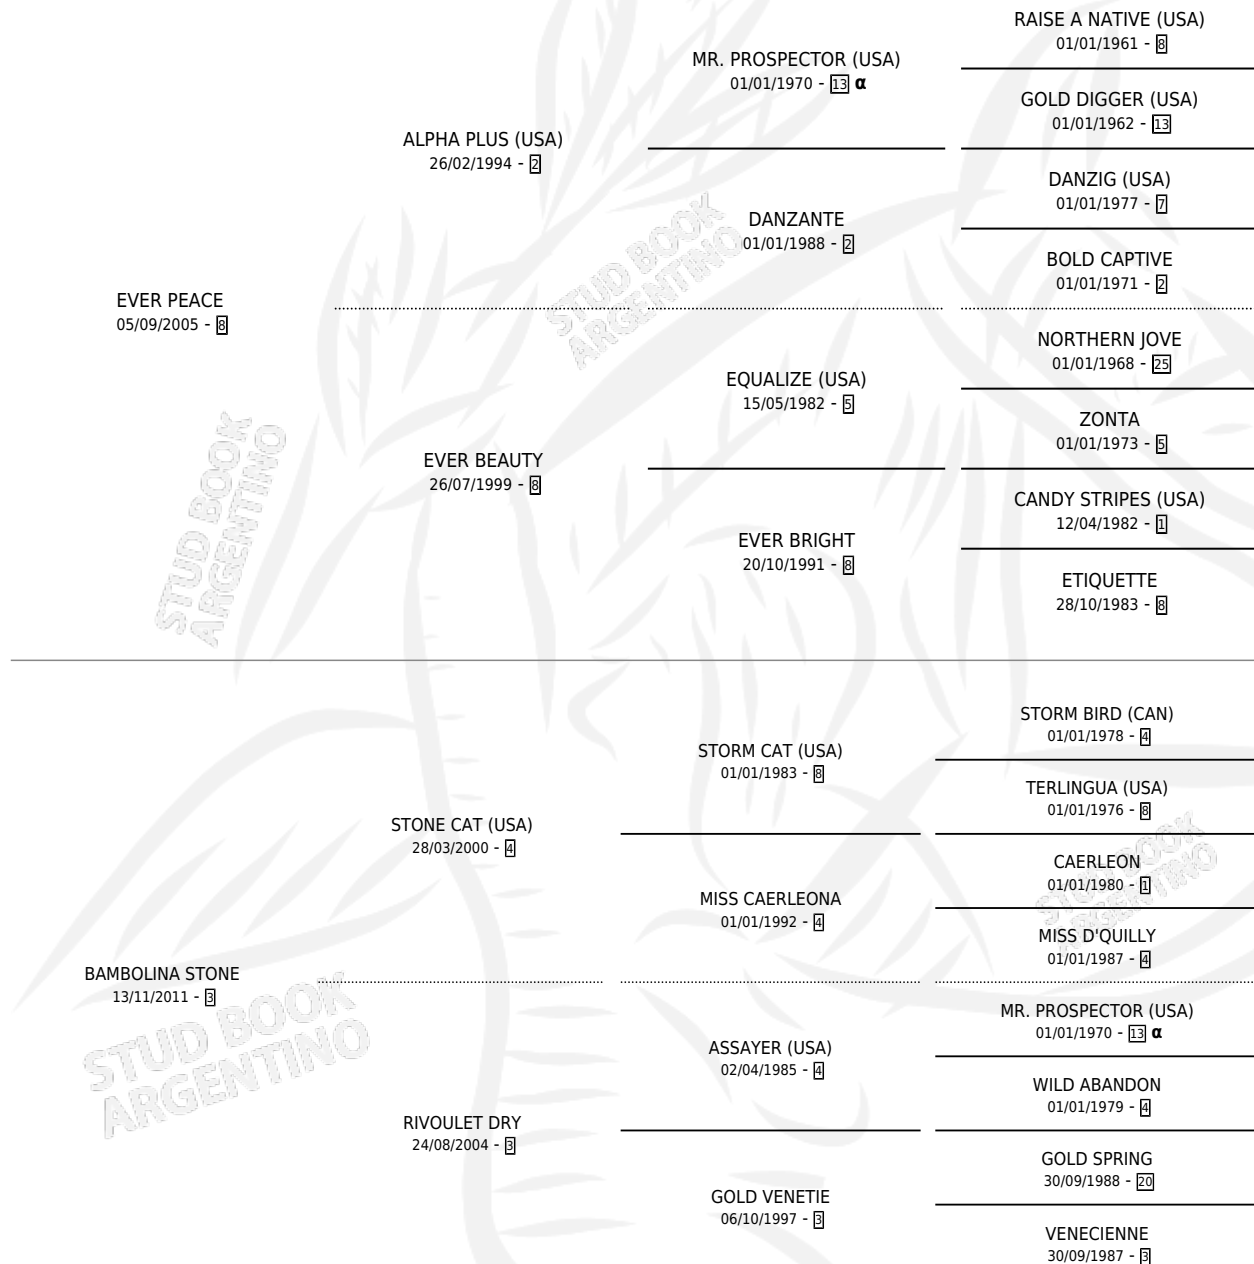 RAISE A NATIVE (USA)
01/01/1961 - 8
MR. PROSPECTOR (USA)
01/01/1970 - 13 α
GOLD DIGGER (USA)
01/01/1962 - 13
ALPHA PLUS (USA)
26/02/1994 - 2
DANZIG (USA)
01/01/1977 - 7
DANZANTE
01/01/1988 - 2
BOLD CAPTIVE
01/01/1971 - 2
STUD BOOK
ARGENTINO
EVER PEACE
05/09/2005 - 8
NORTHERN JOVE
01/01/1968 - 25
EQUALIZE (USA)
15/05/1982 - 5
ZONTA
01/01/1973 - 5
EVER BEAUTY
26/07/1999 - 8
CANDY STRIPES (USA)
12/04/1982 - 1
EVER BRIGHT
20/10/1991 - 8
ETIQUETTE
28/10/1983 - 8
STUD BOOK
ARGENTINO
STORM BIRD (CAN)
01/01/1978 - 4
STORM CAT (USA)
01/01/1983 - 8
TERLINGUA (USA)
01/01/1976 - 8
STONE CAT (USA)
28/03/2000 - 4
CAERLEON
01/01/1980 - 1
STUD BOOK
ARGENTINO
MISS CAERLEONA
01/01/1992 - 4
MISS D'QUILLY
01/01/1987 - 4
BAMBOLINA STONE
13/11/2011 - 3
STUD BOOK
ARGENTINO
MR. PROSPECTOR (USA)
01/01/1970 - 13 α
ASSAYER (USA)
02/04/1985 - 4
WILD ABANDON
01/01/1979 - 4
RIVOULET DRY
24/08/2004 - 3
GOLD SPRING
30/09/1988 - 20
GOLD VENETIE
06/10/1997 - 3
VENECIENNE
30/09/1987 - 3